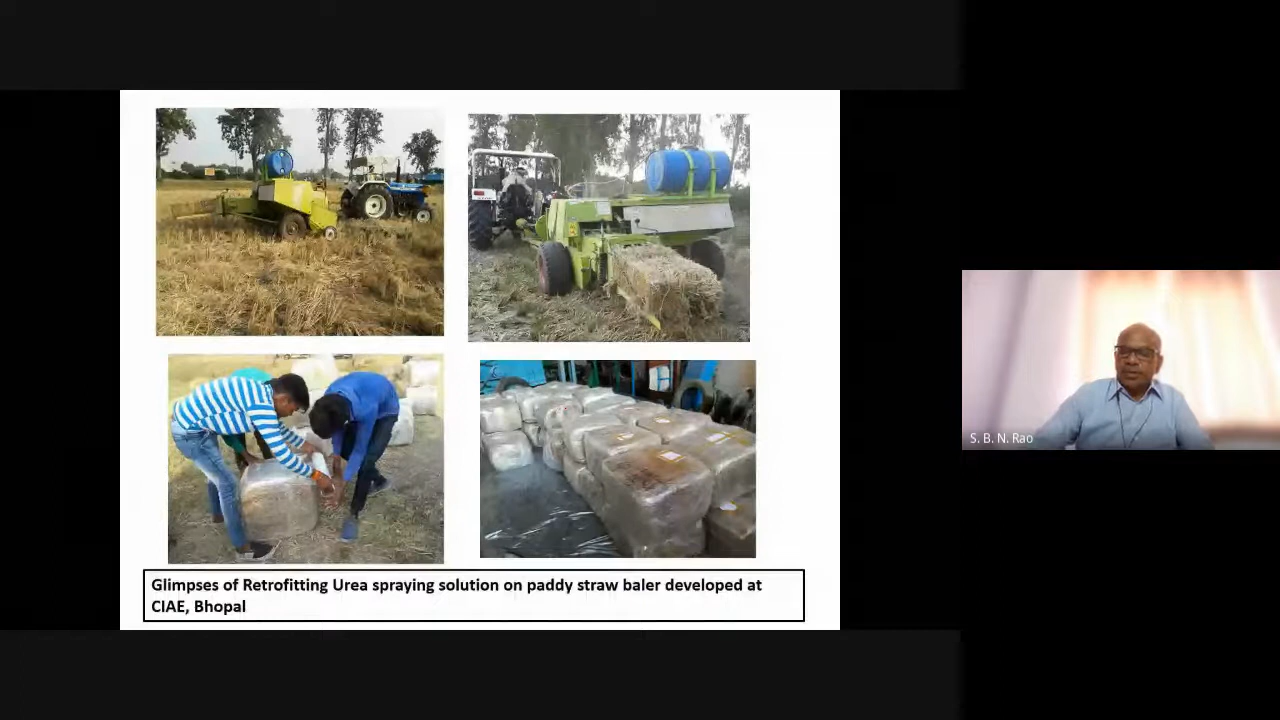 S. B. N. Rao
Glimpses of Retrofitting Urea spraying solution on paddy straw baler developed at
CIAE, Bhopal